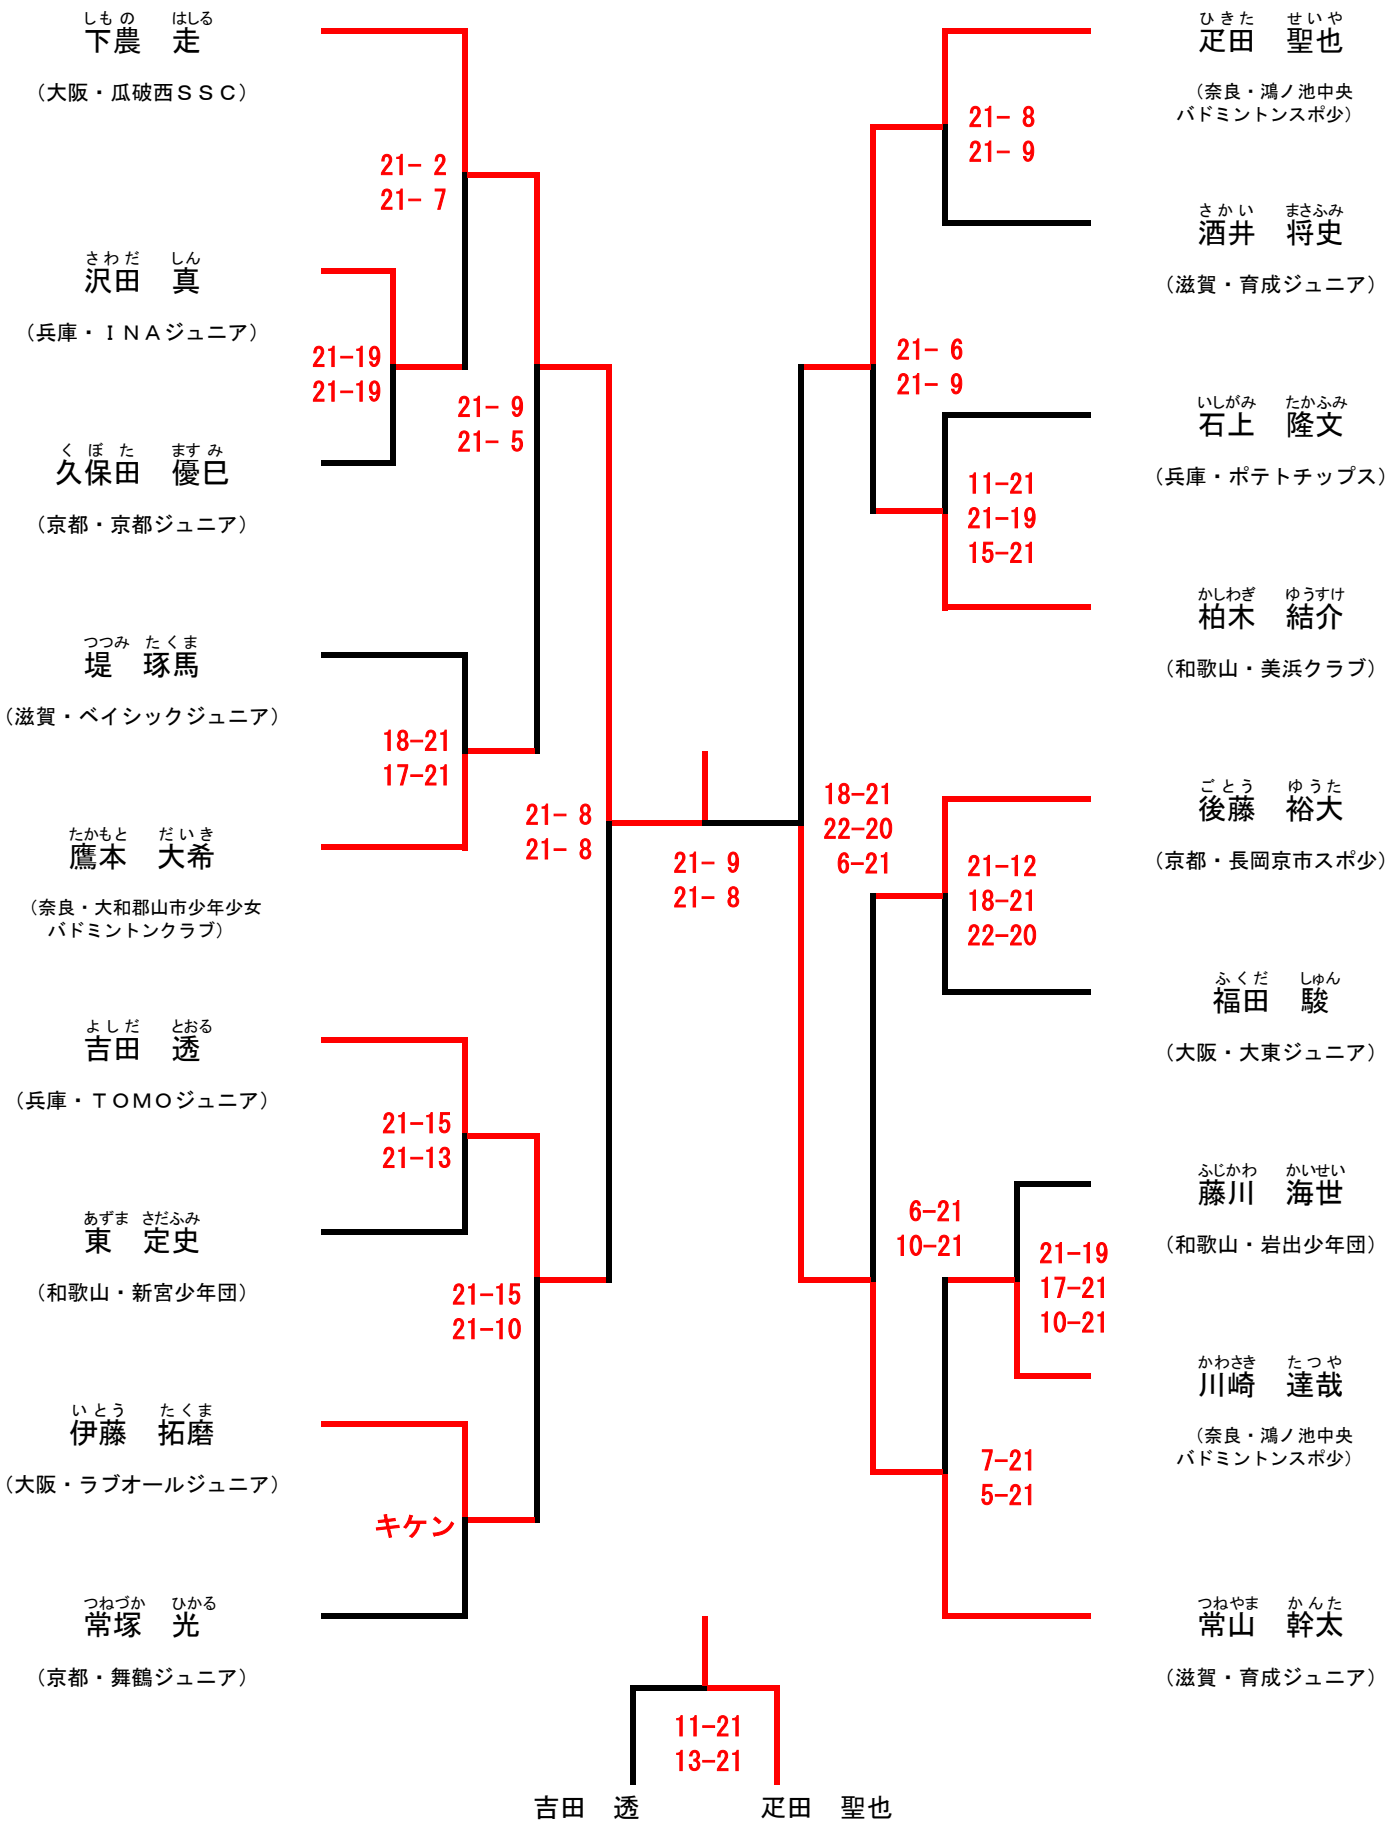 しもの はしる
下農 走
（大阪・瓜破西ＳＳＣ）
21- 2
21- 7
さわだ しん
沢田 真
（兵庫・ＩＮＡジュニア）
21-19
21-19
くぼた ますみ
久保田 優巳
（京都・京都ジュニア）
21- 9
21- 5
つつみ たくま
堤 琢馬
（滋賀・ベイシックジュニア）
18-21
17-21
たかもと だいき
鷹本 大希
（奈良・大和郡山市少年少女
バドミントンクラブ）
21- 8
21- 8
よしだ とおる
吉田 透
（兵庫・ＴＯＭＯジュニア）
21-15
21-13
あずま さだふみ
東 定史
（和歌山・新宮少年団）
21-15
21-10
いとう たくま
伊藤 拓磨
（大阪・ラブオールジュニア）
キケン
つねづか ひかる
常塚 光
（京都・舞鶴ジュニア）
21- 9
21- 8
ひきた せいや
疋田 聖也
（奈良・鴻ノ池中央
バドミントンスポ少）
21- 8
21- 9
さかい まさふみ
酒井 将史
（滋賀・育成ジュニア）
21- 6
21- 9
いしがみ たかふみ
石上 隆文
（兵庫・ポテトチップス）
11-21
21-19
15-21
かしわぎ ゆうすけ
柏木 結介
（和歌山・美浜クラブ）
18-21
22-20
6-21
ごとう ゆうた
後藤 裕大
（京都・長岡京市スポ少）
21-12
18-21
22-20
ふくだ しゅん
福田 駿
（大阪・大東ジュニア）
6-21
10-21
ふじかわ かいせい
藤川 海世
（和歌山・岩出少年団）
21-19
17-21
10-21
かわさき たつや
川崎 達哉
（奈良・鴻ノ池中央
バドミントンスポ少）
7-21
5-21
つねやま かんた
常山 幹太
（滋賀・育成ジュニア）
11-21
13-21
吉田 透 疋田 聖也